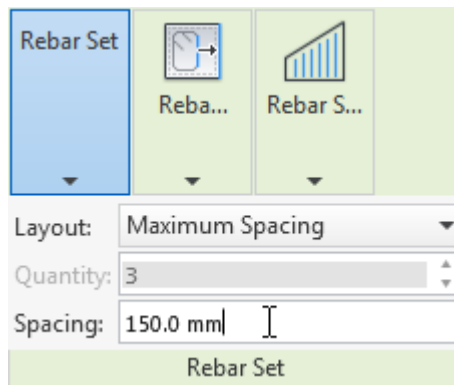 Rebar Set
Reba...
Rebar S...
Layout: Maximum Spacing
Quantity: 3
Spacing: 150.0 mm
Rebar Set